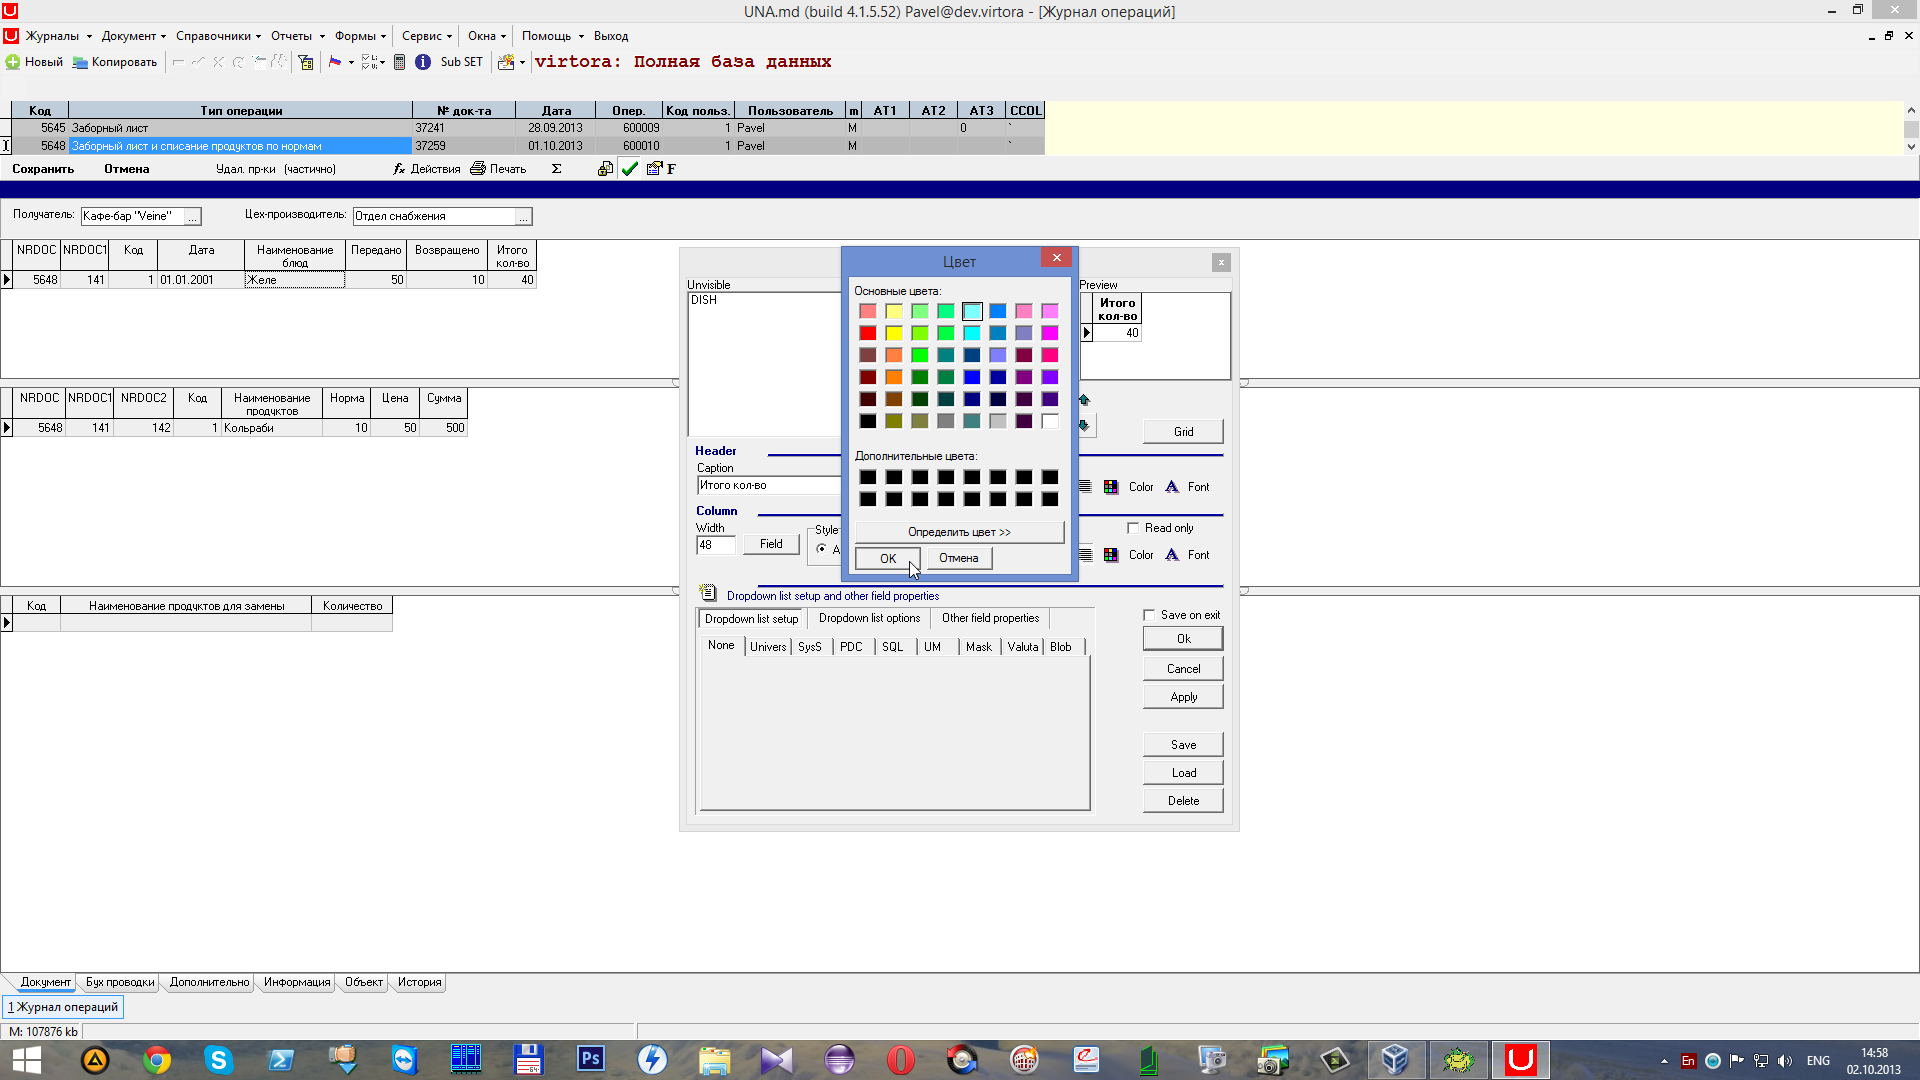 UNA.md (build 4.1.5.52) Pavel@dev.virtora - [Журнал операций]
Журналы Документ Справочники Отчеты Формы Сервис Окна Помощь Выход
Новый Копировать Sub SET virtora: Полная база данных
Код Тип операции № док-та Дата Опер. Код польз. Пользователь m AT1 AT2 AT3 CCOL
5645 Заборный лист 37241 28.09.2013 600009 1 Pavel M 0 `
5648 Заборный лист и списание продуктов по нормам 37259 01.10.2013 600010 1 Pavel M `
Сохранить Отмена Удал. пр-ки (частично) fx Действия Печать Σ F
Получатель: Кафе-бар "Veine" ... Цех-производитель: Отдел снабжения ...
NRDOC NRDOC1 Код Дата Наименование блюд Передано Возвращено Итого кол-во
5648 141 1 01.01.2001 Желе 50 10 40
NRDOC NRDOC1 NRDOC2 Код Наименование продуктов Норма Цена Сумма
5648 141 142 1 Кольраби 10 50 500
Код Наименование продуктов для замены Количество
Unvisible
DISH
Preview
Итого
кол-во
40
Grid
Header
Caption
Итого кол-во
Color A Font
Column
Width
48
Field
Style
A
Read only
Color A Font
Цвет
Основные цвета:
Дополнительные цвета:
Определить цвет >>
OK Отмена
Dropdown list setup and other field properties
Dropdown list setup Dropdown list options Other field properties
None Univers SysS PDC SQL UM Mask Valuta Blob
Save on exit
Ok
Cancel
Apply
Save
Load
Delete
Документ Бух проводки Дополнительно Информация Объект История
1 Журнал операций
M: 107876 kb
Ps
64
En
ENG
14:58
02.10.2013